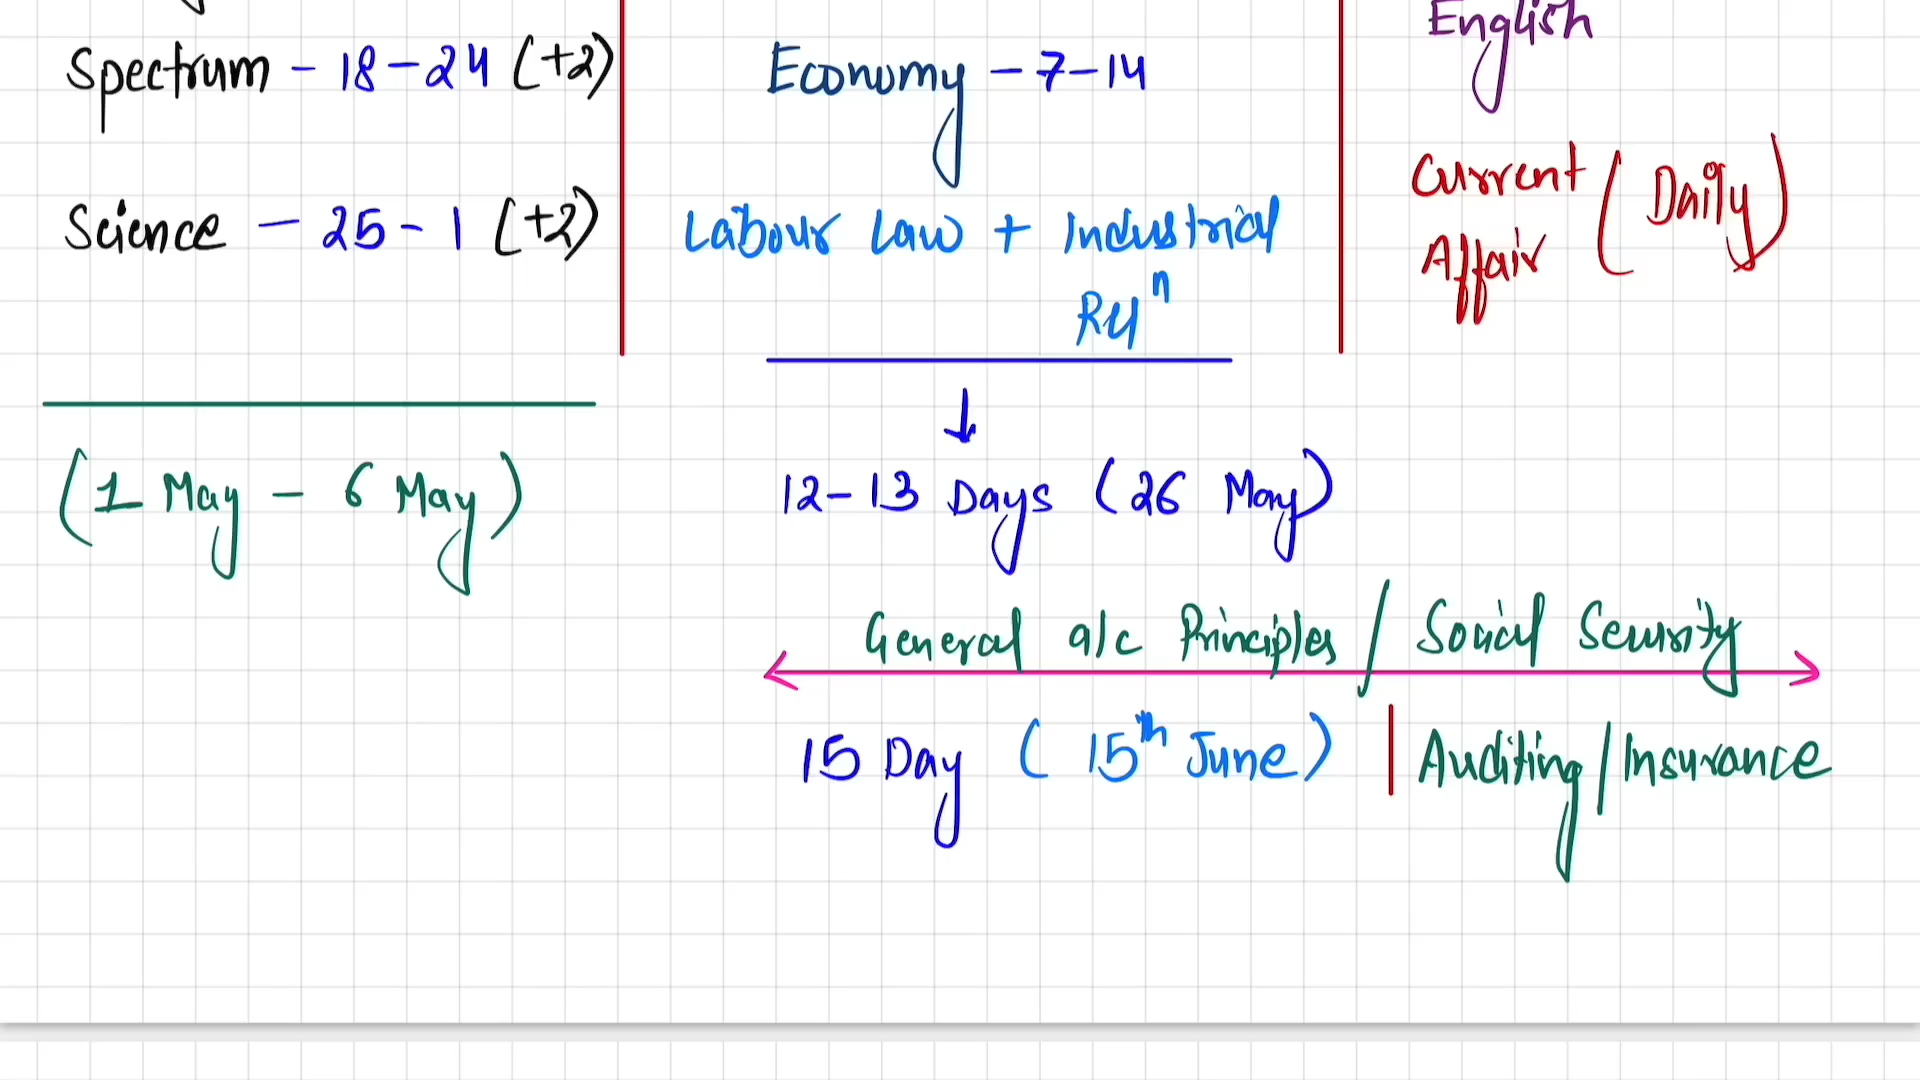 Spectrum - 18-24 (+2)
Science - 25-1 (+2)
(1 May - 6 May)
Economy - 7-14
Labour Law + Industrial
Relⁿ
↓
12-13 Days (26 May)
English
Current
Affair
(Daily)
General a/c Principles / Social Security
15 Day (15th June) | Auditing / Insurance